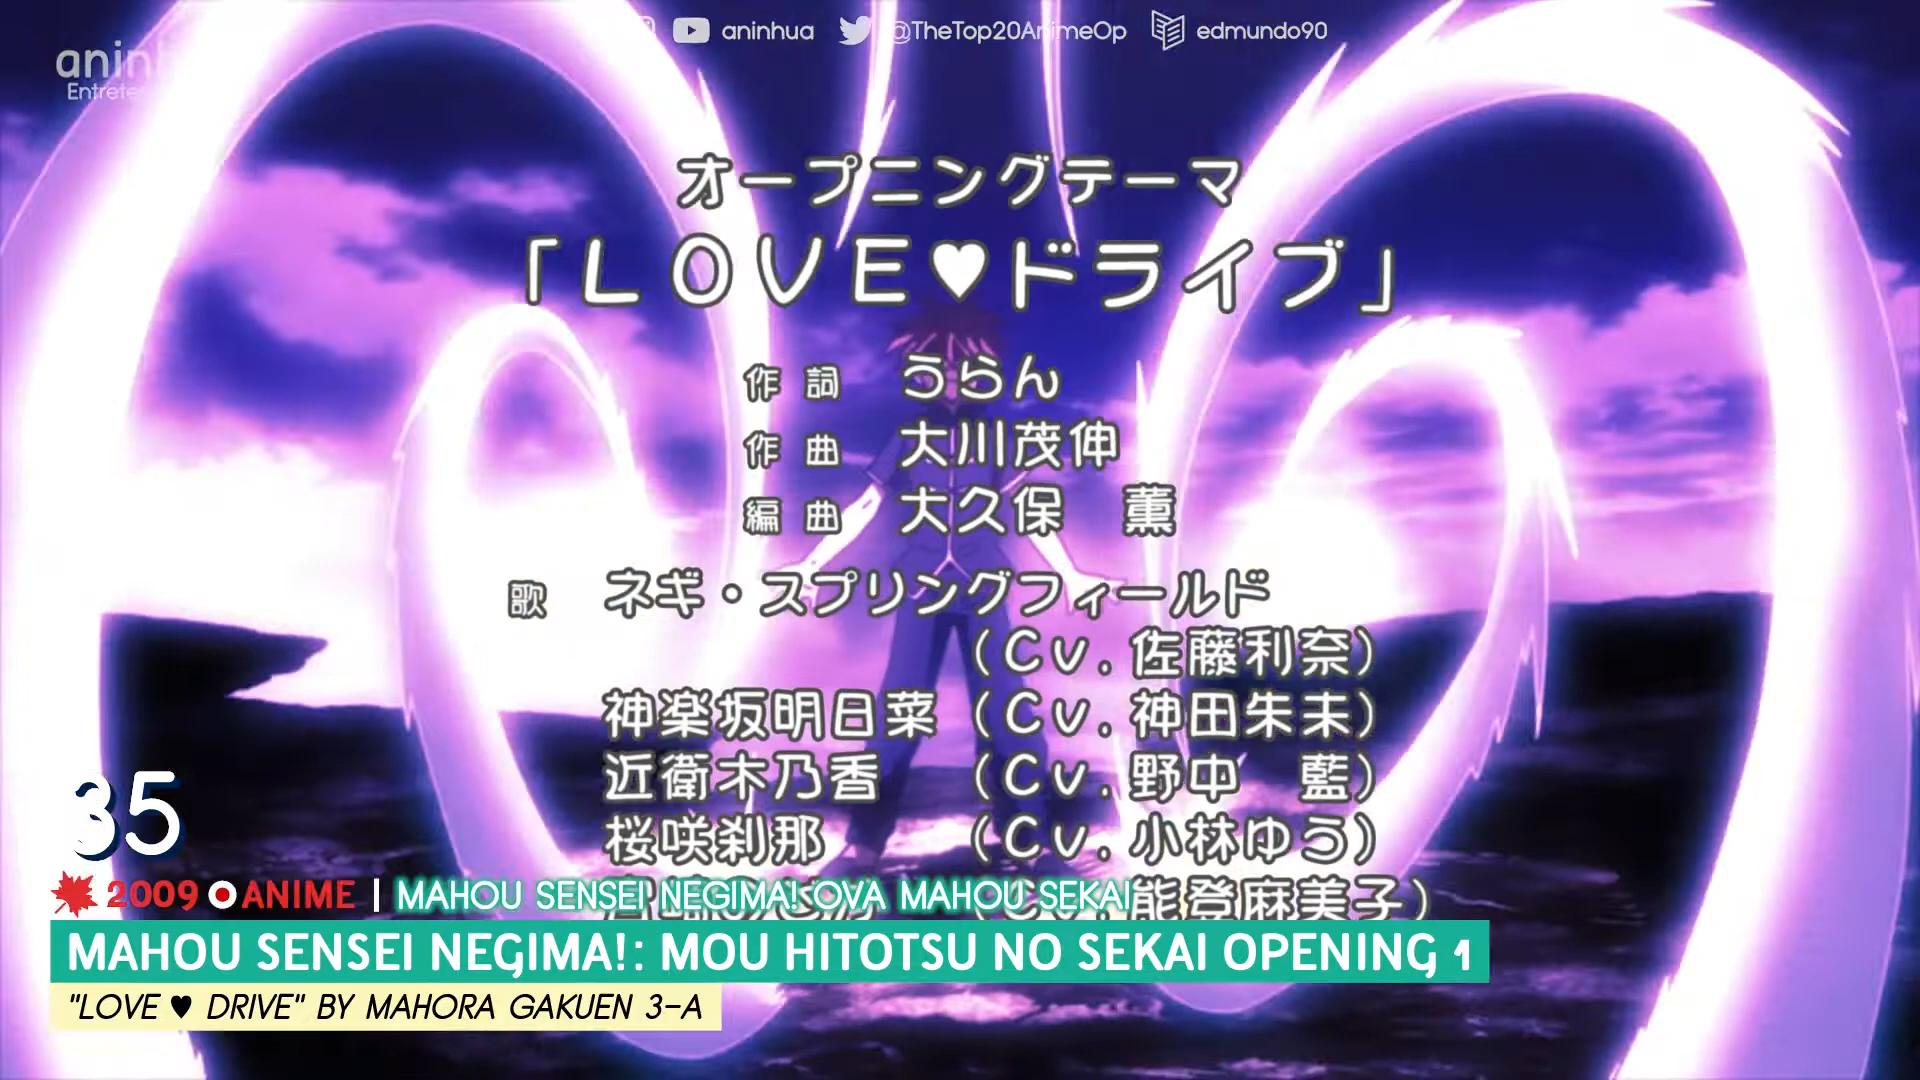 aninhua @TheTop20AnimeOp edmundo90
オープニングテーマ
「LOVE♥ドライブ」
作詞 うらん
作曲 大川茂伸
編曲 大久保 薫
歌 ネギ・スプリングフィールド
(Cv.佐藤利奈)
神楽坂明日菜 (Cv.神田朱未)
近衛木乃香 (Cv.野中 藍)
桜咲刹那 (Cv.小林ゆう)
能登麻美子)
35
2009 ANIME | MAHOU SENSEI NEGIMA! OVA MAHOU SEKAI
MAHOU SENSEI NEGIMA!: MOU HITOTSU NO SEKAI OPENING 1
"LOVE ♥ DRIVE" BY MAHORA GAKUEN 3-A